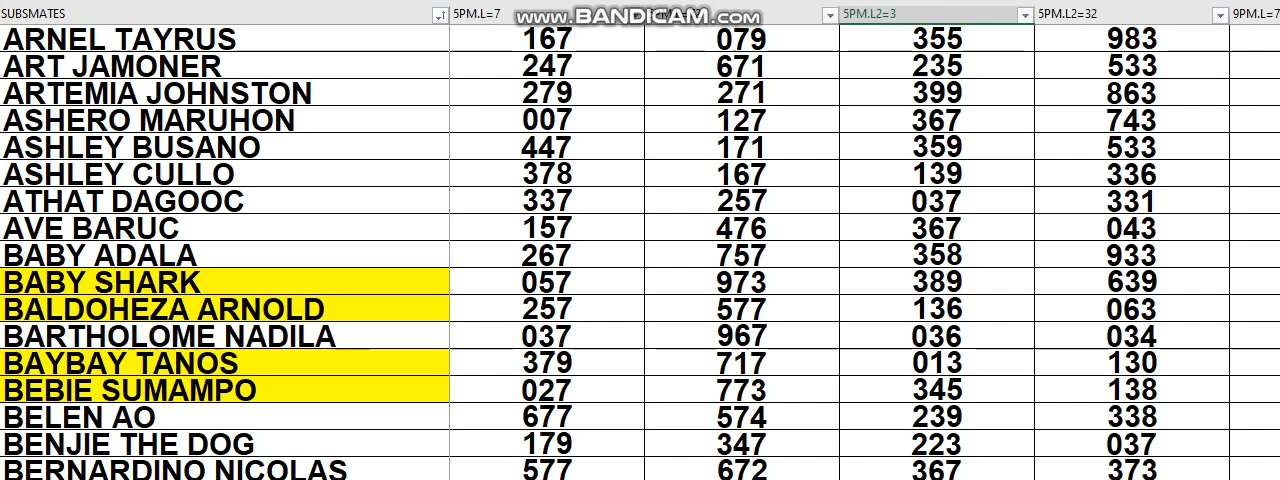 SUBSMATES 5PM.L=7 www.BANDICAM.com 5PM.L2=3 5PM.L2=32 9PM.L=7
ARNEL TAYRUS 167 079 355 983
ART JAMONER 247 671 235 533
ARTEMIA JOHNSTON 279 271 399 863
ASHERO MARUHON 007 127 367 743
ASHLEY BUSANO 447 171 359 533
ASHLEY CULLO 378 167 139 336
ATHAT DAGOOC 337 257 037 331
AVE BARUC 157 476 367 043
BABY ADALA 267 757 358 933
BABY SHARK 057 973 389 639
BALDOHEZA ARNOLD 257 577 136 063
BARTHOLOME NADILA 037 967 036 034
BAYBAY TANOS 379 717 013 130
BEBIE SUMAMPO 027 773 345 138
BELEN AO 677 574 239 338
BENJIE THE DOG 179 347 223 037
BERNARDINO NICOLAS 577 672 367 373